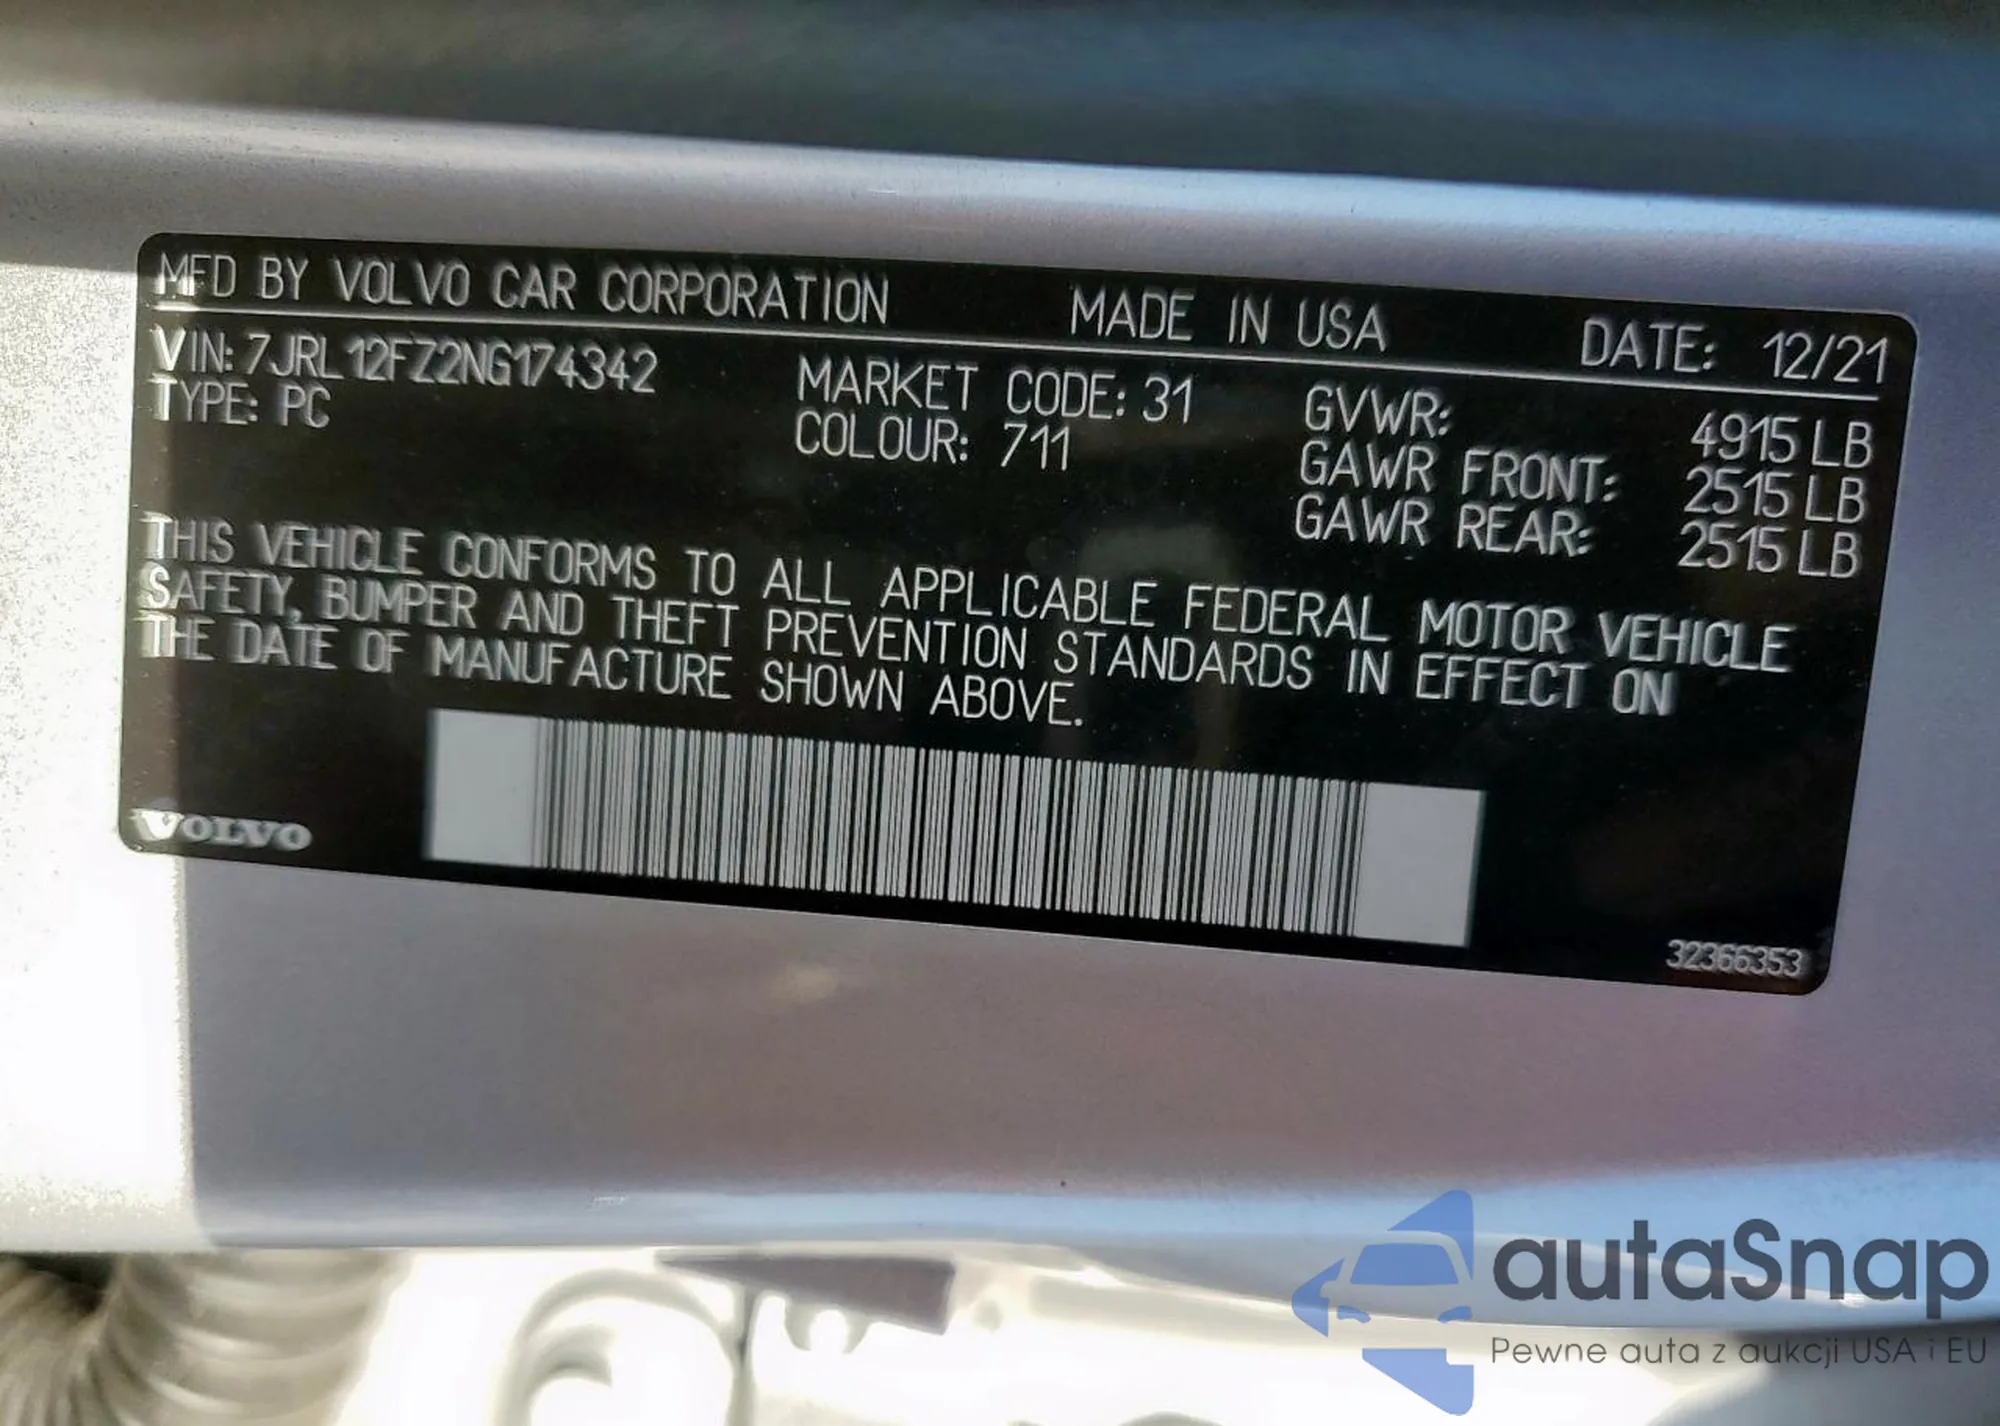 MFD BY VOLVO CAR CORPORATION MADE IN USA DATE: 12/21
VIN: 7JRL12FZ2NG174342 MARKET CODE: 31 GVWR: 4915 LB
TYPE: PC COLOUR: 711 GAWR FRONT: 2515 LB
GAWR REAR: 2515 LB
THIS VEHICLE CONFORMS TO ALL APPLICABLE FEDERAL MOTOR VEHICLE
SAFETY, BUMPER AND THEFT PREVENTION STANDARDS IN EFFECT ON
THE DATE OF MANUFACTURE SHOWN ABOVE.
VOLVO
32366353
autaSnap
Pewne auta z aukcji USA i EU